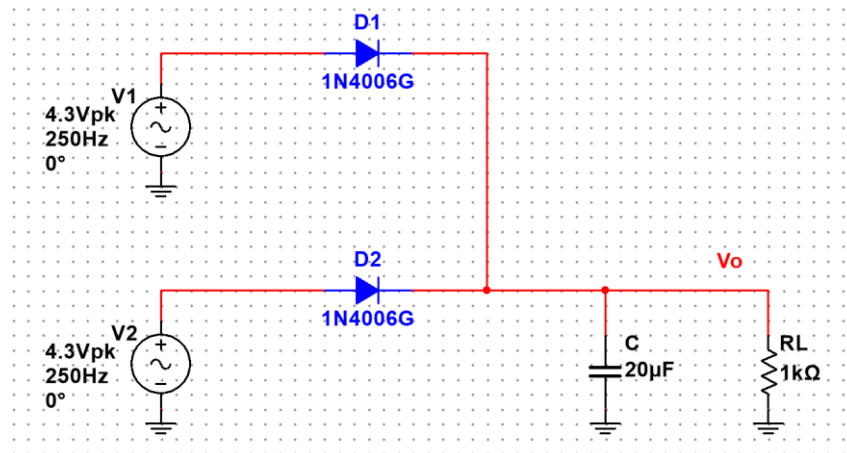 D1
1N4006G
V1
4.3Vpk
250Hz
0°
D2
1N4006G
Vo
V2
4.3Vpk
250Hz
0°
C
20µF
RL
1kΩ